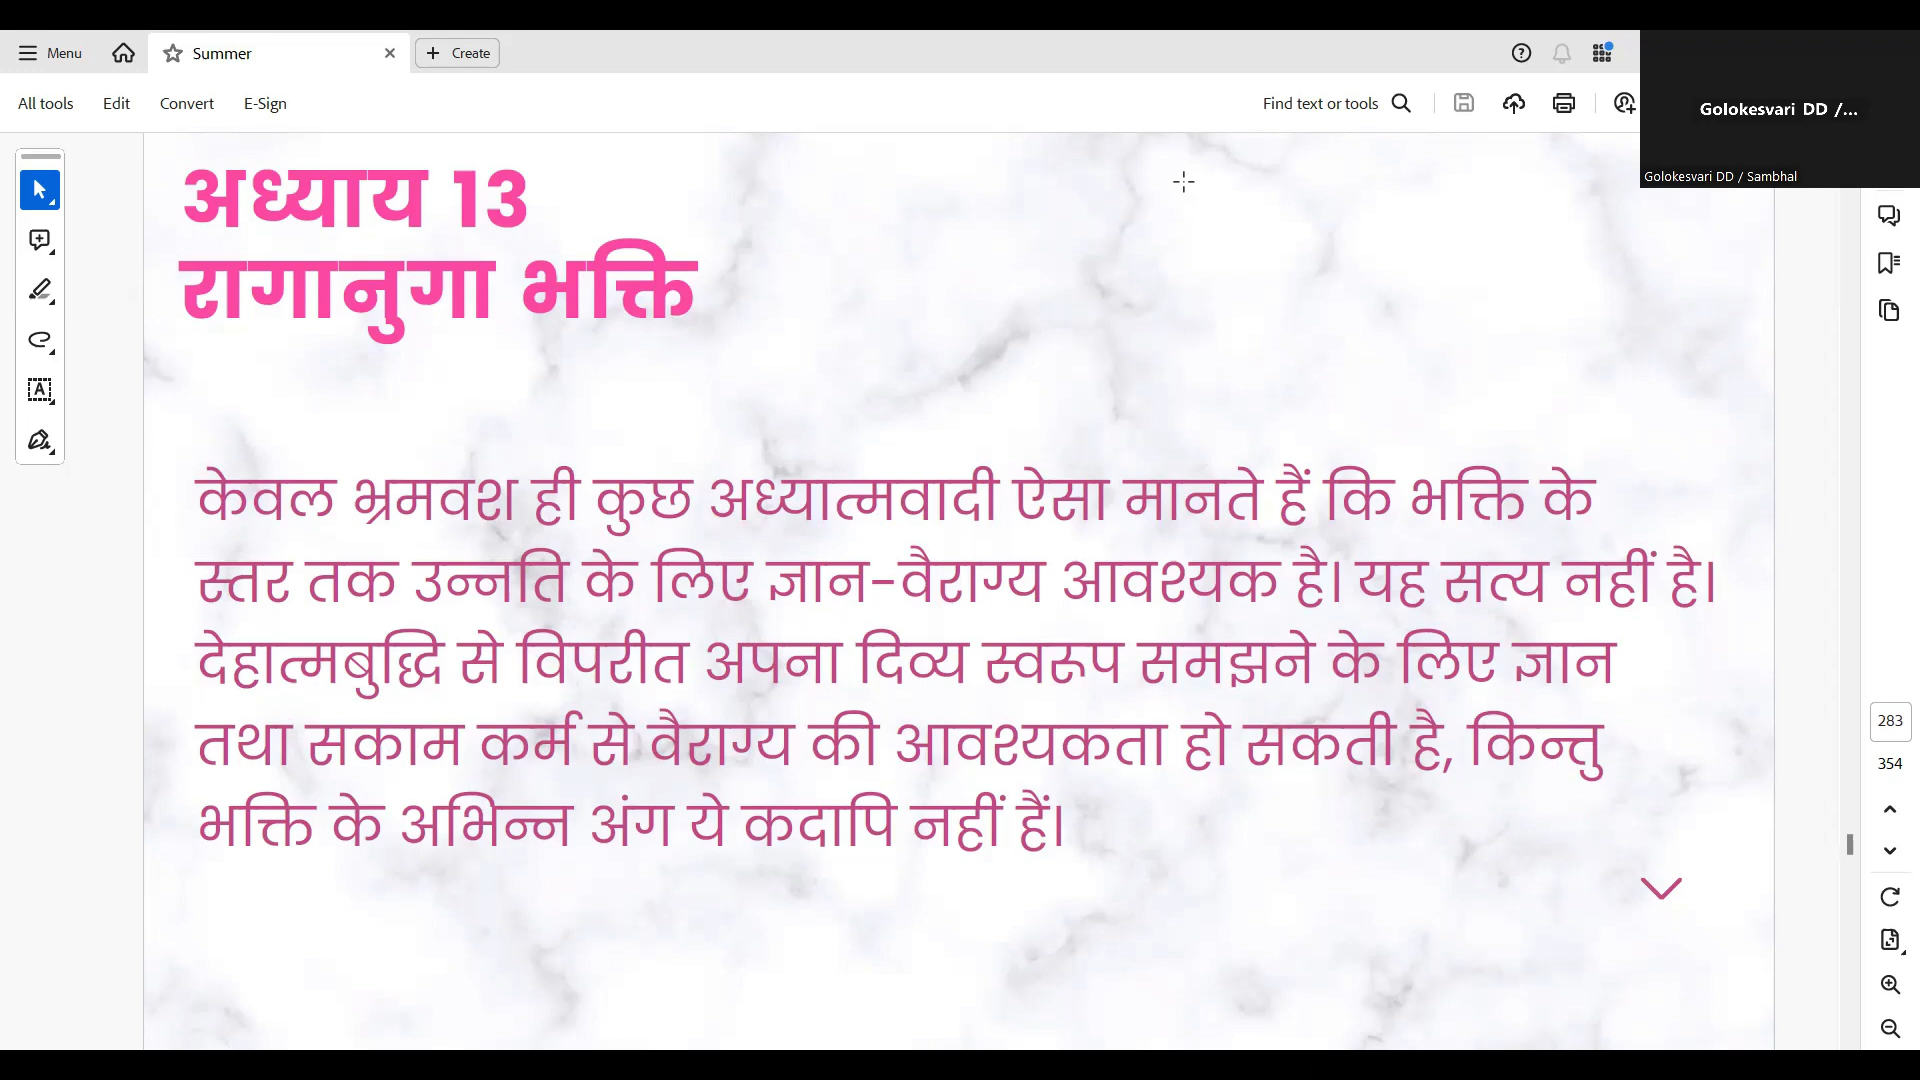 Menu
Summer
Create
All tools
Edit
Convert
E-Sign
Find text or tools
Golokesvari DD /...
Golokesvari DD / Sambhal
अध्याय 13
रागानुगा भक्ति
केवल भ्रमवश ही कुछ अध्यात्मवादी ऐसा मानते हैं कि भक्ति के
स्तर तक उन्नति के लिए ज्ञान-वैराग्य आवश्यक है। यह सत्य नहीं है।
देहात्मबुद्धि से विपरीत अपना दिव्य स्वरूप समझने के लिए ज्ञान
तथा सकाम कर्म से वैराग्य की आवश्यकता हो सकती है, किन्तु
भक्ति के अभिन्न अंग ये कदापि नहीं हैं।
283
354